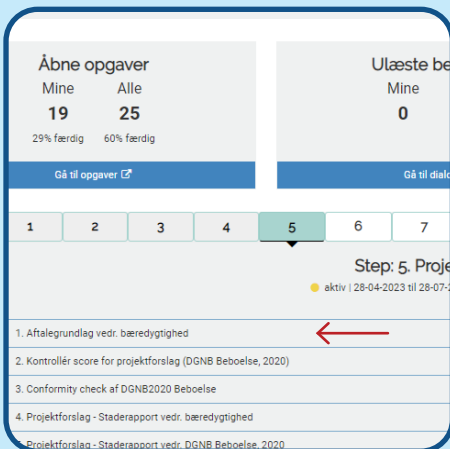 Åbne opgaver
Mine Alle
19 25
29% færdig 60% færdig
Gå til opgaver
Ulæste be
Mine
0
Gå til dialo
1 2 3 4 5 6 7
Step: 5. Proje
aktiv | 28-04-2023 til 28-07-2
1. Aftalegrundlag vedr. bæredygtighed
2. Kontrollér score for projektforslag (DGNB Beboelse, 2020)
3. Conformity check af DGNB2020 Beboelse
4. Projektforslag - Staderapport vedr. bæredygtighed
5. Projektforslag - Staderapport vedr. DGNB Beboelse, 2020